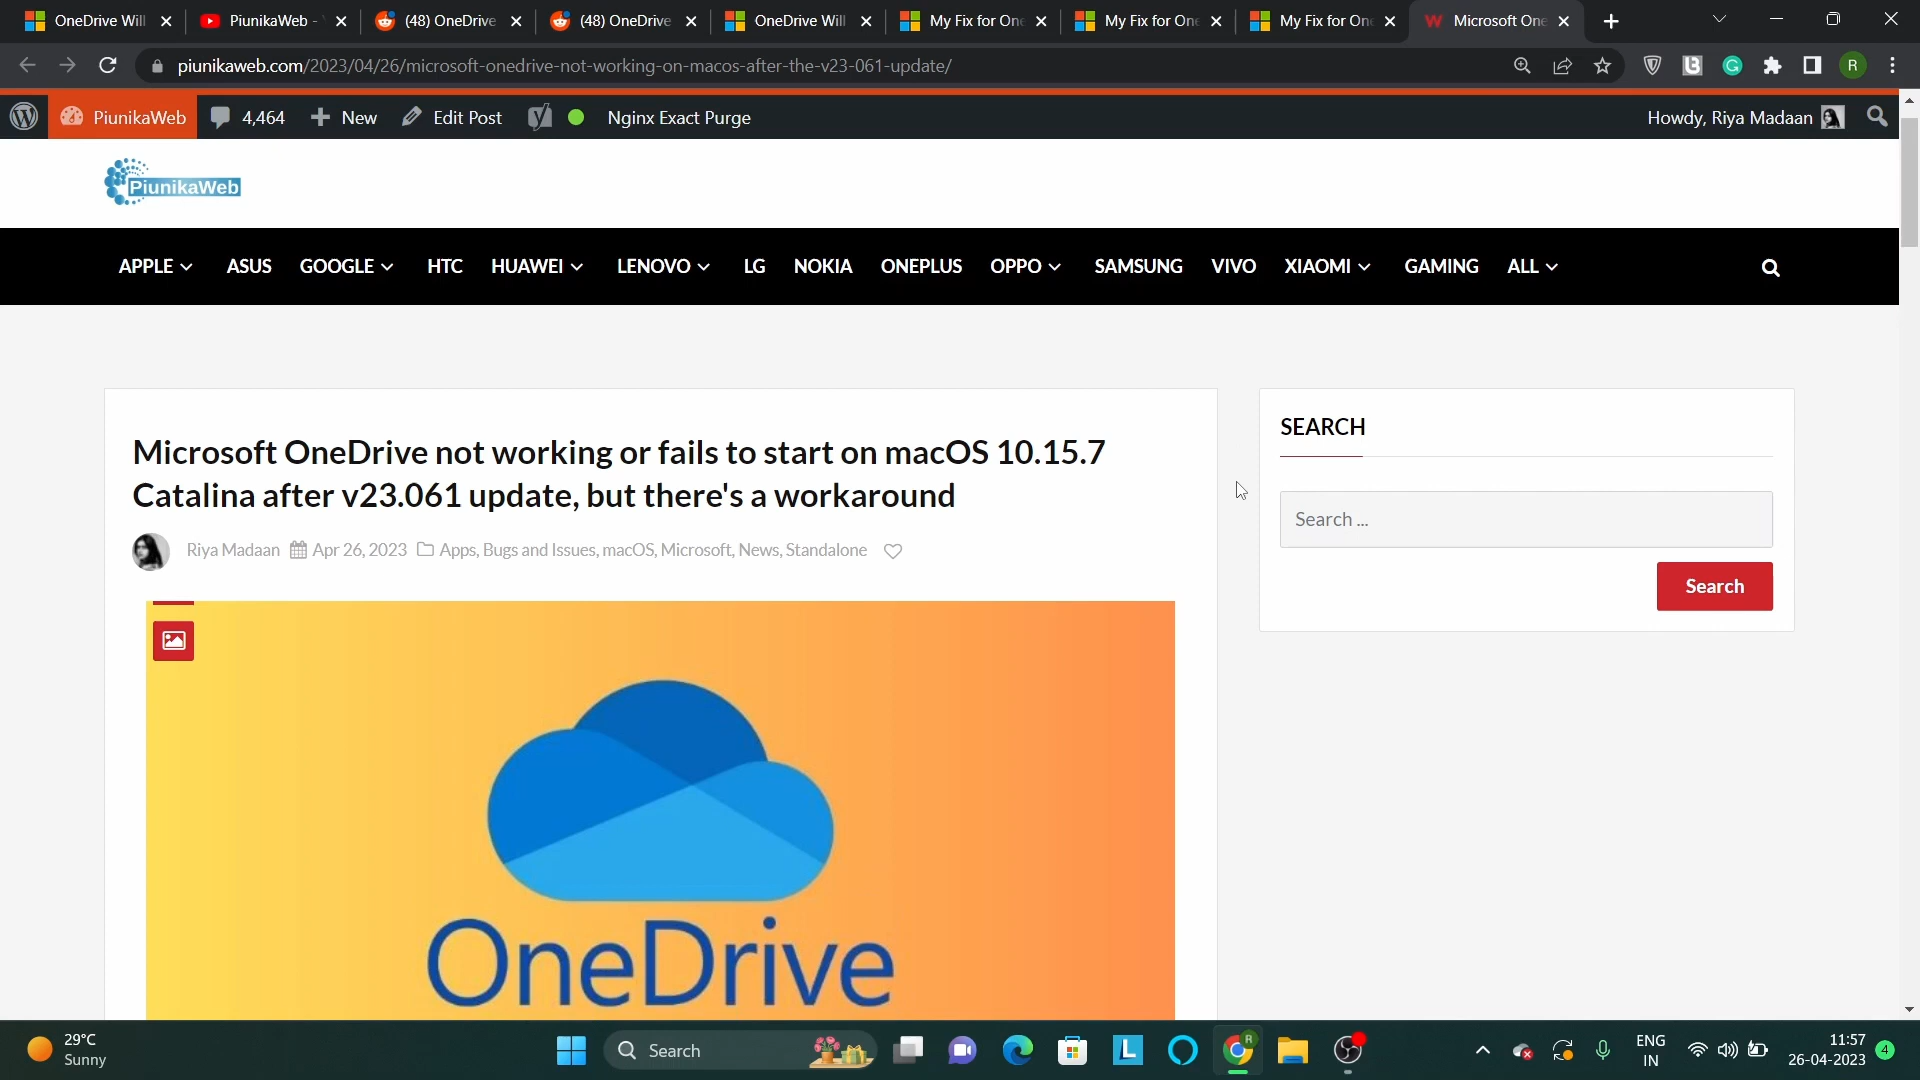 OneDrive Will
PiunikaWeb -
(48) OneDrive
(48) OneDrive
OneDrive Will
My Fix for On
My Fix for On
My Fix for On
Microsoft One
piunikaweb.com/2023/04/26/microsoft-onedrive-not-working-on-macos-after-the-v23-061-update/
R
PiunikaWeb
4,464
New
Edit Post
Nginx Exact Purge
Howdy, Riya Madaan
PiunikaWeb
APPLE
ASUS
GOOGLE
HTC
HUAWEI
LENOVO
LG
NOKIA
ONEPLUS
OPPO
SAMSUNG
VIVO
XIAOMI
GAMING
ALL
Microsoft OneDrive not working or fails to start on macOS 10.15.7
Catalina after v23.061 update, but there's a workaround
Riya Madaan Apr 26, 2023 Apps, Bugs and Issues, macOS, Microsoft, News, Standalone
SEARCH
Search ...
Search
OneDrive
29°C
Sunny
Search
L
R
ENG
IN
11:57
26-04-2023
4